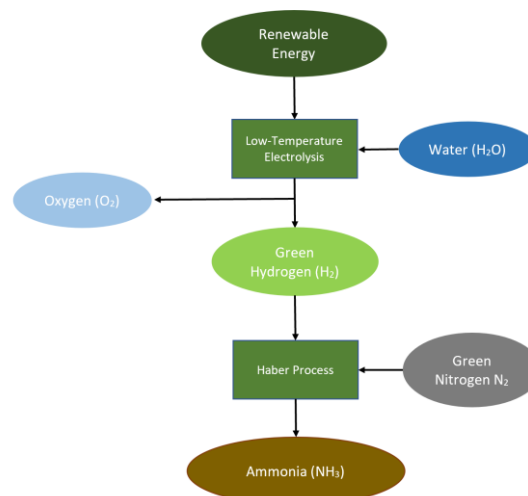 Renewable
Energy
Low-Temperature
Electrolysis
Water (H₂O)
Oxygen (O₂)
Green
Hydrogen (H₂)
Haber Process
Green
Nitrogen N₂
Ammonia (NH₃)